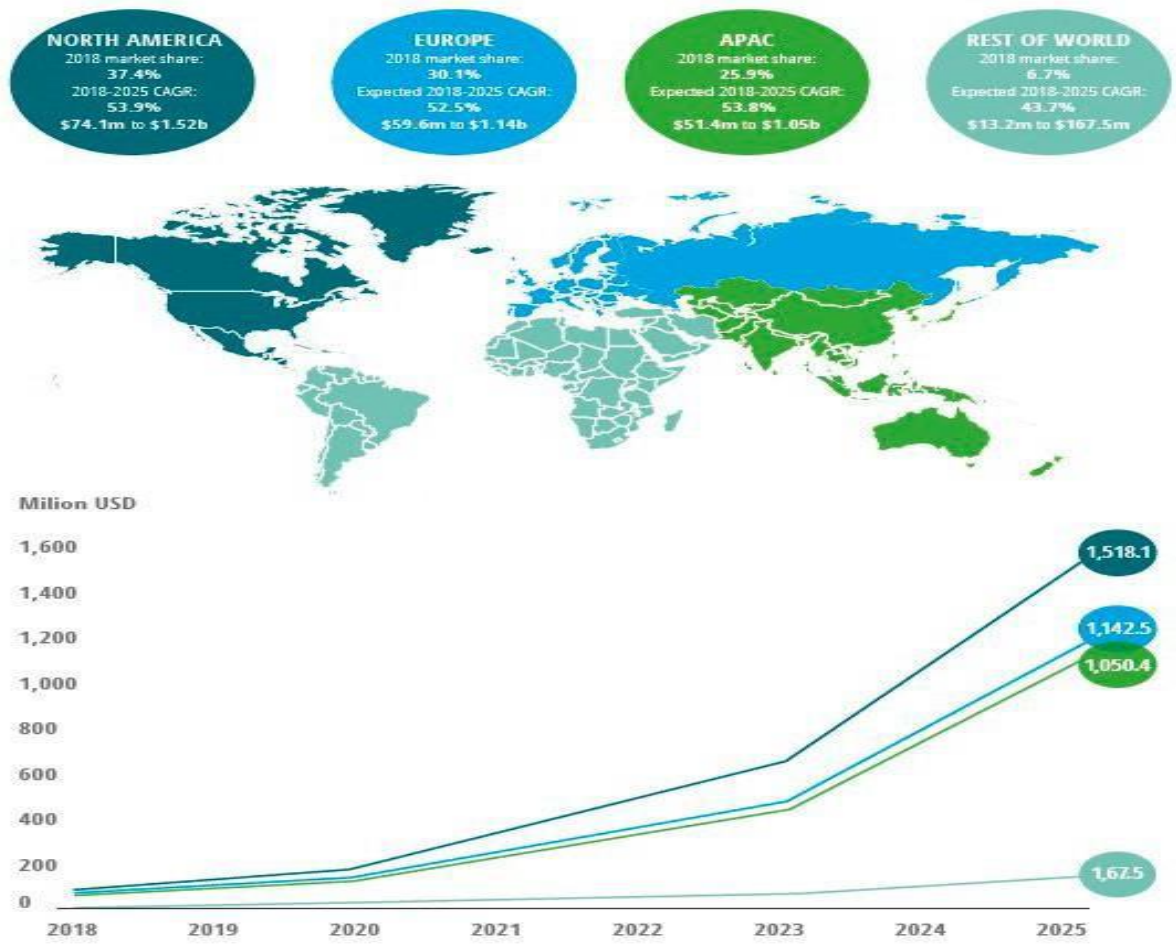 NORTH AMERICA
2018 market share:
37.4%
2018-2025 CAGR:
53.9%
$74.1m to $1.52b
EUROPE
2018 market share:
30.1%
Expected 2018-2025 CAGR:
52.5%
$59.6m to $1.14b
APAC
2018 market share:
25.9%
Expected 2018-2025 CAGR:
53.8%
$51.4m to $1.05b
REST OF WORLD
2018 market share:
6.7%
Expected 2018-2025 CAGR:
43.7%
$13.2m to $167.5m
Milion USD
1,600
1,400
1,200
1,000
800
600
400
200
0
1,518.1
1,142.5
1,050.4
1,67.5
2018 2019 2020 2021 2022 2023 2024 2025